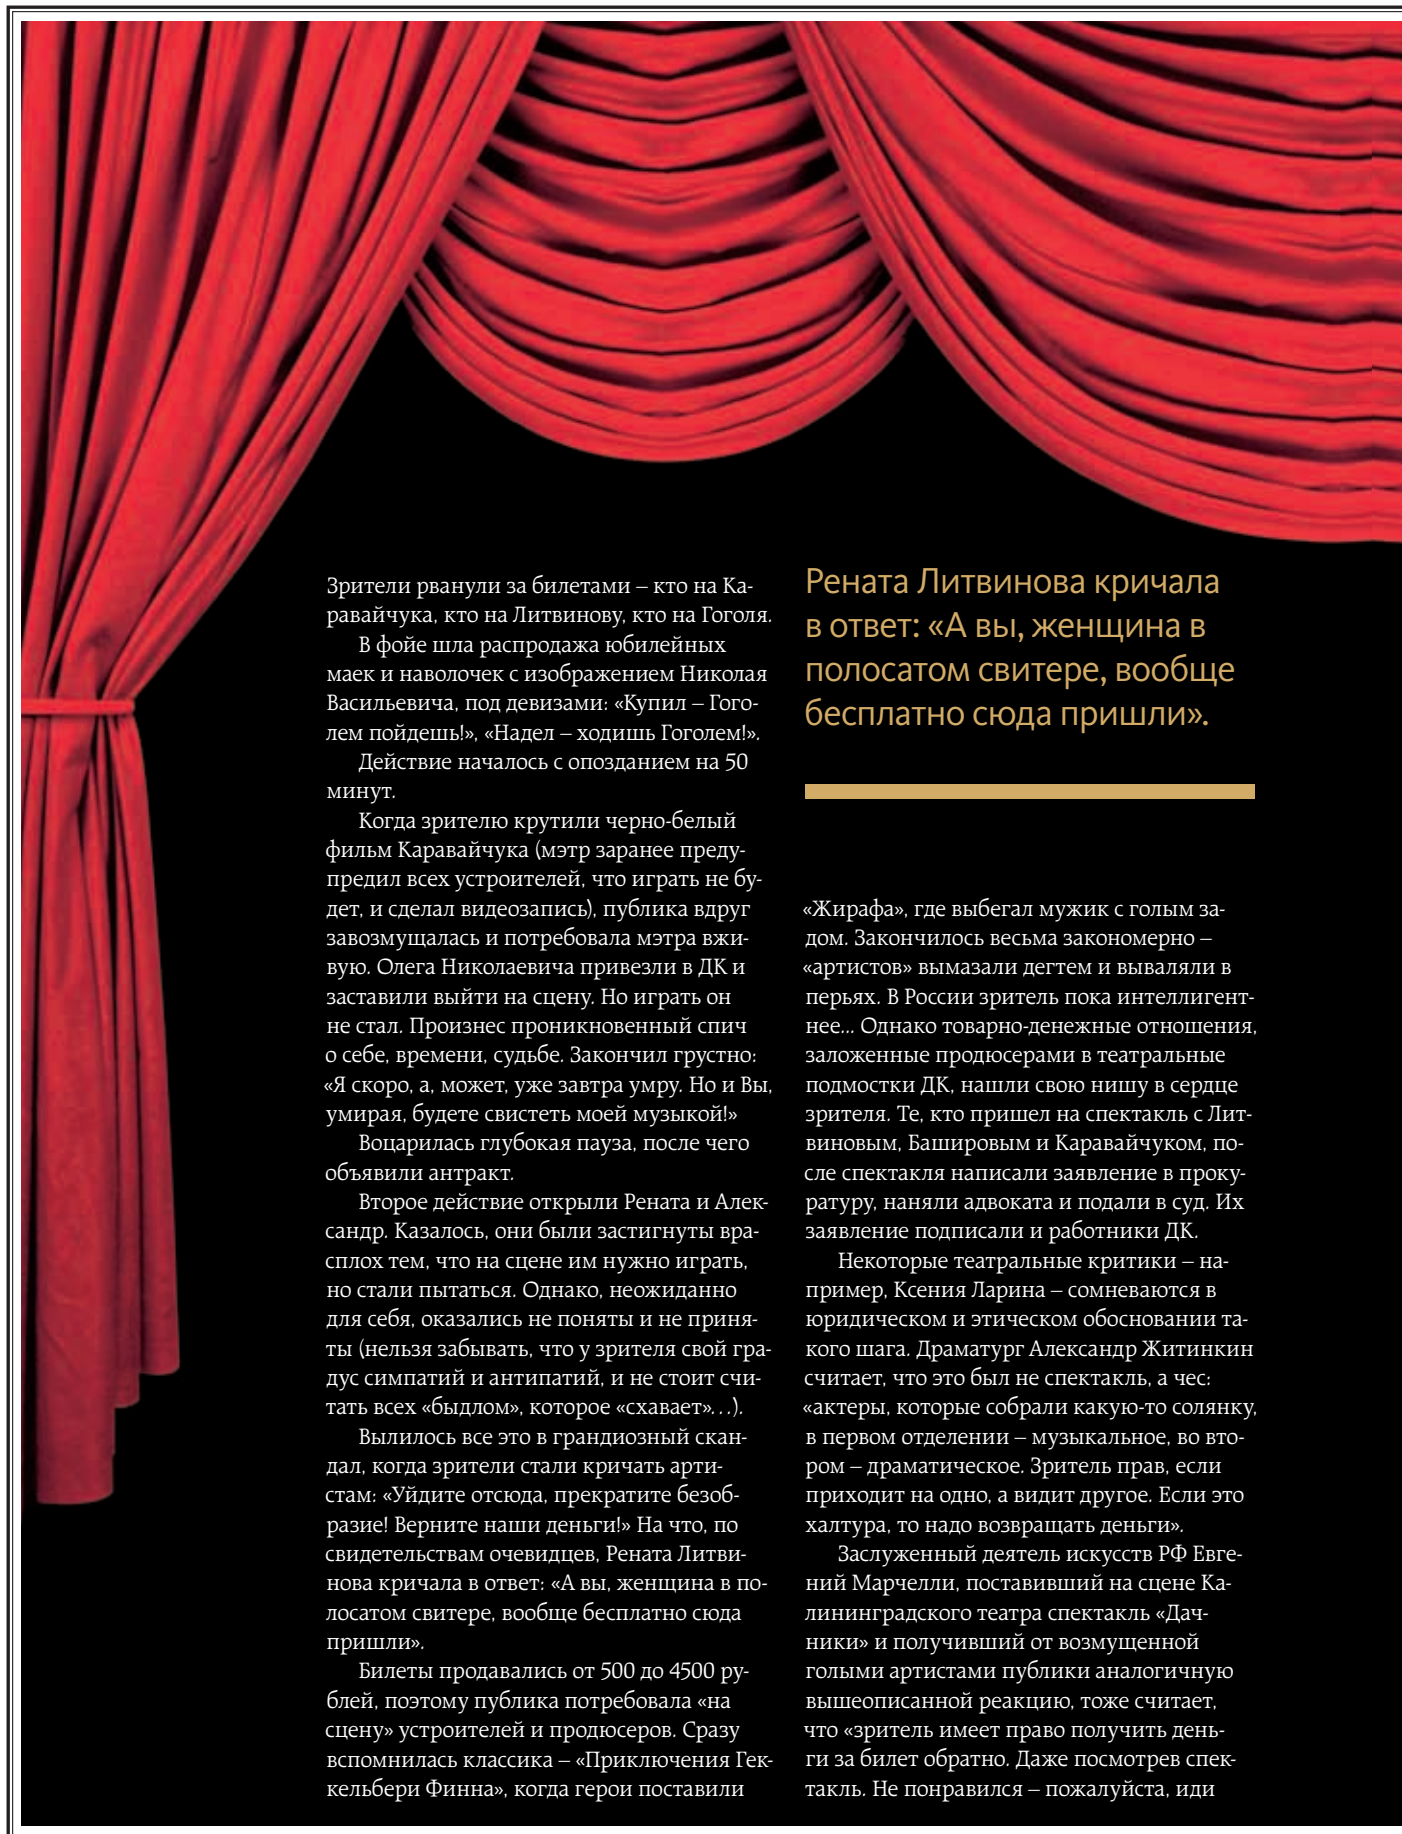 Зрители рванули за билетами – кто на Ка-
равайчука, кто на Литвинову, кто на Гоголя.
В фойе шла распродажа юбилейных
маек и наволочек с изображением Николая
Васильевича, под девизами: «Купил – Гого-
лем пойдешь!», «Надел – ходишь Гоголем!».
Действие началось с опозданием на 50
минут.
Когда зрителю крутили черно-белый
фильм Каравайчука (мэтр заранее преду-
предил всех устроителей, что играть не бу-
дет, и сделал видеозапись), публика вдруг
завозмущалась и потребовала мэтра вжи-
вую. Олега Николаевича привезли в ДК и
заставили выйти на сцену. Но играть он
не стал. Произнес проникновенный спич
о себе, времени, судьбе. Закончил грустно:
«Я скоро, а, может, уже завтра умру. Но и Вы,
умирая, будете свистеть моей музыкой!»
Воцарилась глубокая пауза, после чего
объявили антракт.
Второе действие открыли Рената и Алек-
сандр. Казалось, они были застигнуты вра-
сплох тем, что на сцене им нужно играть,
но стали пытаться. Однако, неожиданно
для себя, оказались не поняты и не приня-
ты (нельзя забывать, что у зрителя свой гра-
дус симпатий и антипатий, и не стоит счи-
тать всех «быдлом», которое «схавает»…).
Вылилось все это в грандиозный скан-
дал, когда зрители стали кричать арти-
стам: «Уйдите отсюда, прекратите безоб-
разие! Верните наши деньги!» На что, по
свидетельствам очевидцев, Рената Литви-
нова кричала в ответ: «А вы, женщина в по-
лосатом свитере, вообще бесплатно сюда
пришли».
Билеты продавались от 500 до 4500 ру-
блей, поэтому публика потребовала «на
сцену» устроителей и продюсеров. Сразу
вспомнилась классика – «Приключения Гек-
кельбери Финна», когда герои поставили
Рената Литвинова кричала
в ответ: «А вы, женщина в
полосатом свитере, вообще
бесплатно сюда пришли».
«Жирафа», где выбегал мужик с голым за-
дом. Закончилось весьма закономерно –
«артистов» вымазали дегтем и вываляли в
перьях. В России зритель пока интеллигент-
нее... Однако товарно-денежные отношения,
заложенные продюсерами в театральные
подмостки ДК, нашли свою нишу в сердце
зрителя. Те, кто пришел на спектакль с Лит-
виновым, Башировым и Каравайчуком, по-
сле спектакля написали заявление в проку-
ратуру, наняли адвоката и подали в суд. Их
заявление подписали и работники ДК.
Некоторые театральные критики – на-
пример, Ксения Ларина – сомневаются в
юридическом и этическом обосновании та-
кого шага. Драматург Александр Житинкин
считает, что это был не спектакль, а чес:
«актеры, которые собрали какую-то солянку,
в первом отделении – музыкальное, во вто-
ром – драматическое. Зритель прав, если
приходит на одно, а видит другое. Если это
халтура, то надо возвращать деньги».
Заслуженный деятель искусств РФ Евге-
ний Марчелли, поставивший на сцене Ка-
лининградского театра спектакль «Дач-
ники» и получивший от возмущенной
голыми артистами публики аналогичную
вышеописанной реакцию, тоже считает,
что «зритель имеет право получить день-
ги за билет обратно. Даже посмотрев спек-
такль. Не понравился – пожалуйста, иди